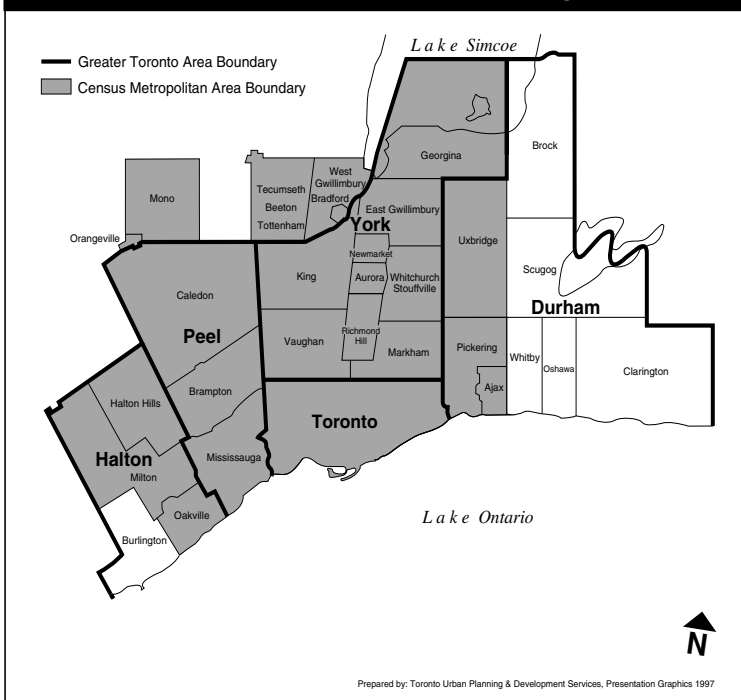 Lake Simcoe
Greater Toronto Area Boundary
Census Metropolitan Area Boundary
Brock
Georgina
West
Gwillimbury
Tecumseth
Bradford
Beeton
Tottenham
Mono
East Gwillimbury
York
Orangeville
Uxbridge
Newmarket
Scugog
King
Aurora
Whitchurch
Stouffville
Caledon
Durham
Peel
Richmond
Hill
Vaughan
Markham
Pickering
Whitby
Oshawa
Clarington
Ajax
Brampton
Halton Hills
Toronto
Halton
Mississauga
Milton
Oakville
Burlington
Lake Ontario
N
Prepared by: Toronto Urban Planning & Development Services, Presentation Graphics 1997